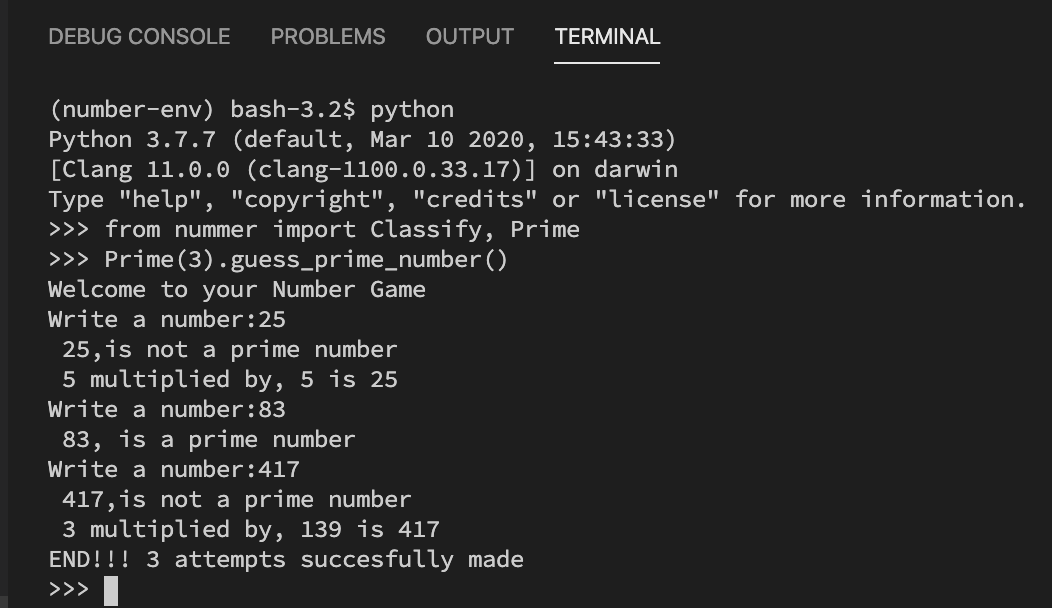 DEBUG CONSOLE PROBLEMS OUTPUT TERMINAL
(number-env) bash-3.2$ python
Python 3.7.7 (default, Mar 10 2020, 15:43:33)
[Clang 11.0.0 (clang-1100.0.33.17)] on darwin
Type "help", "copyright", "credits" or "license" for more information.
>>> from nummer import Classify, Prime
>>> Prime(3).guess_prime_number()
Welcome to your Number Game
Write a number:25
 25,is not a prime number
 5 multiplied by, 5 is 25
Write a number:83
 83, is a prime number
Write a number:417
 417,is not a prime number
 3 multiplied by, 139 is 417
END!!! 3 attempts succesfully made
>>>